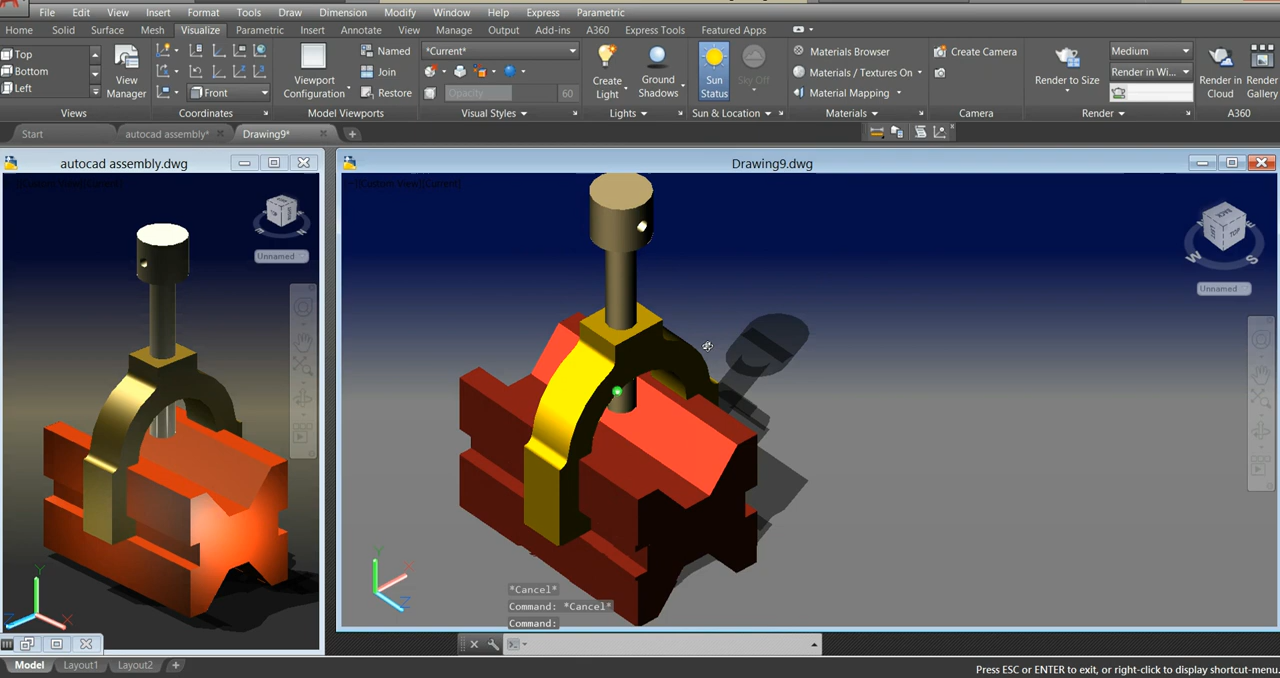 File Edit View Insert Format Tools Draw Dimension Modify Window Help Express Parametric
Home Solid Surface Mesh Visualize Parametric Insert Annotate View Manage Output Add-ins A360 Express Tools Featured Apps
Top
Bottom
Left
View
Manager
Views
Front
Coordinates
Viewport
Configuration
Named
Join
Restore
Model Viewports
*Current*
Opacity 60
Visual Styles
Create
Light
Ground
Shadows
Lights
Sun
Status
Sky Off
Sun & Location
Materials Browser
Materials / Textures On
Material Mapping
Materials
Create Camera
Camera
Render to Size
Medium
Render in Wi...
Render
Render in
Cloud
Render
Gallery
A360
Start autocad assembly* Drawing9*
autocad assembly.dwg
Unnamed
Drawing9.dwg
TOP
W S
Unnamed
Y
X
Z
Y
X
Z
*Cancel*
Command: *Cancel*
Command:
Model Layout1 Layout2 +
Press ESC or ENTER to exit, or right-click to display shortcut-menu.